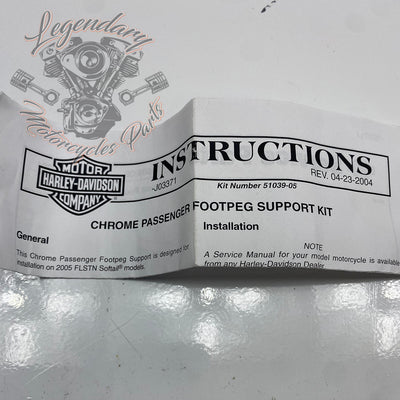 Legendary
Motorcycles Parts
MOTOR
HARLEY-DAVIDSON
COMPANY
INSTRUCTIONS
-J03371
REV. 04-23-2004
Kit Number 51039-05
CHROME PASSENGER FOOTPEG SUPPORT KIT
General
This Chrome Passenger Footpeg Support is designed for
installation on 2005 FLSTN Softail® models.
Installation
NOTE
A Service Manual for your model motorcycle is available
from any Harley-Davidson Dealer.